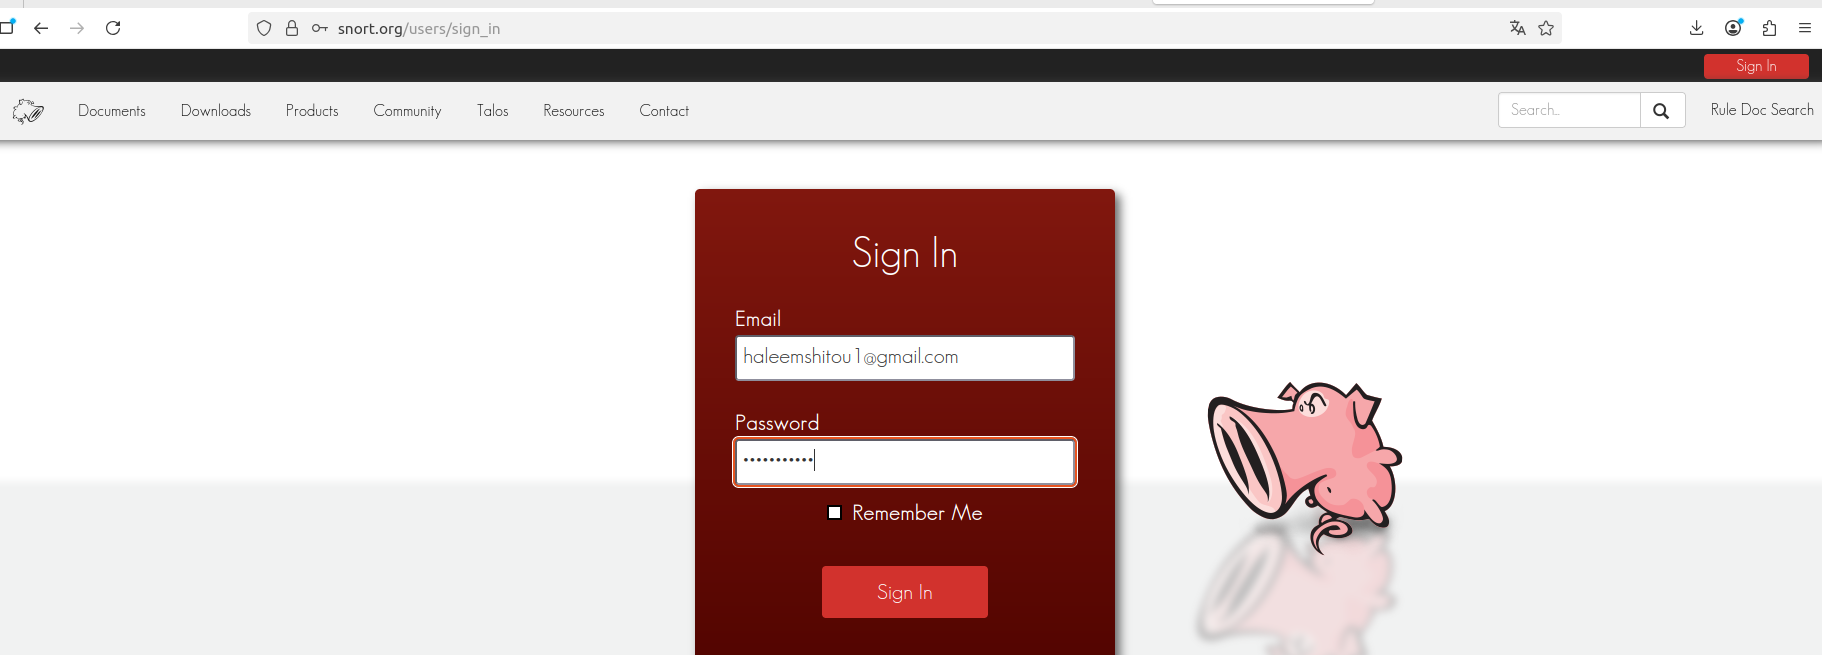 snort.org/users/sign_in
Sign In
Documents Downloads Products Community Talos Resources Contact Search.. Rule Doc Search
Sign In
Email
haleemshitou1@gmail.com
Password
•••••••••••
Remember Me
Sign In